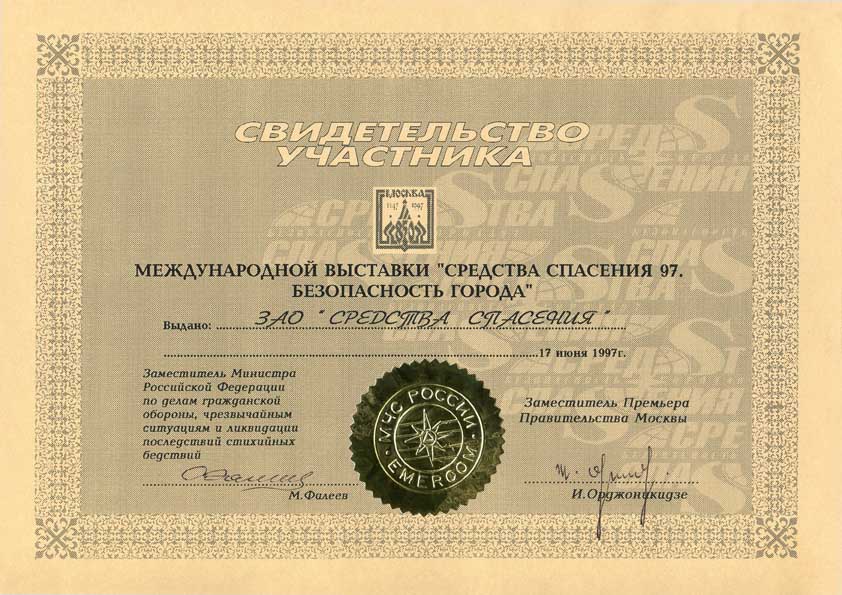 СВИДЕТЕЛЬСТВО
УЧАСТНИКА
МОСКВА
1147 1997
МЕЖДУНАРОДНОЙ ВЫСТАВКИ "СРЕДСТВА СПАСЕНИЯ 97.
БЕЗОПАСНОСТЬ ГОРОДА"
Выдано: ЗАО "СРЕДСТВА СПАСЕНИЯ"
17 июня 1997г.
Заместитель Министра
Российской Федерации
по делам гражданской
обороны, чрезвычайным
ситуациям и ликвидации
последствий стихийных
бедствий
М.Фалеев
МЧС РОССИИ
EMERCOM
Заместитель Премьера
Правительства Москвы
И.Орджоникидзе